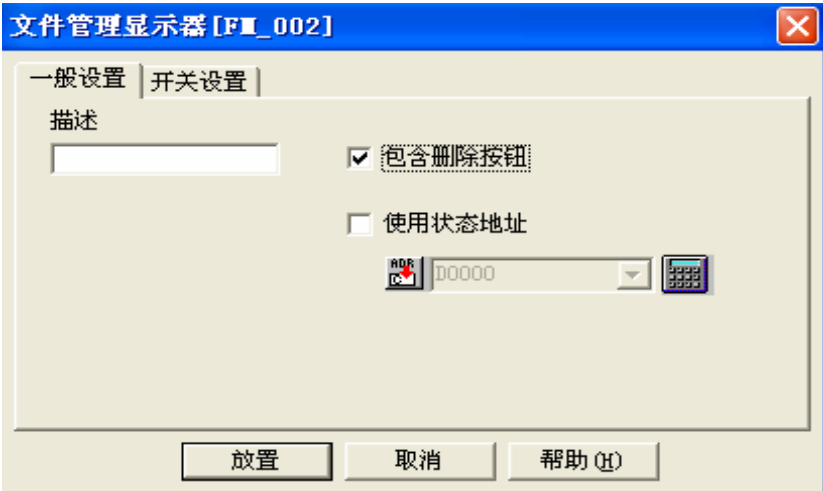 文件管理显示器[FM_002]
一般设置 开关设置
描述
包含删除按钮
使用状态地址
ADR
D0000
放置 取消 帮助(H)